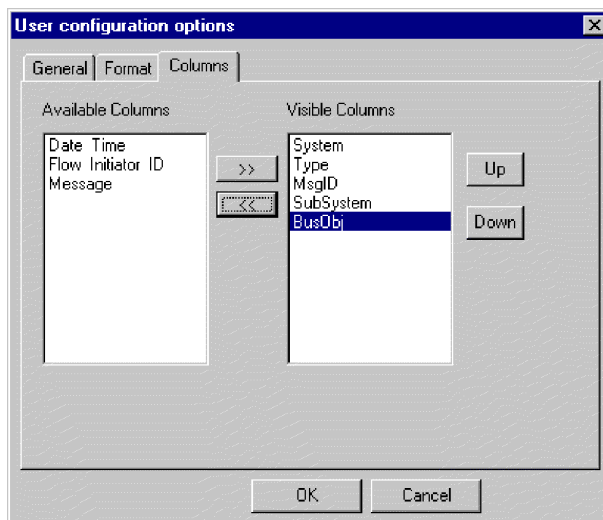 User configuration options
General Format Columns
Available Columns Visible Columns
Date Time
Flow Initiator ID
Message
>>
<<
System
Type
MsgID
SubSystem
BusObj
Up
Down
OK Cancel